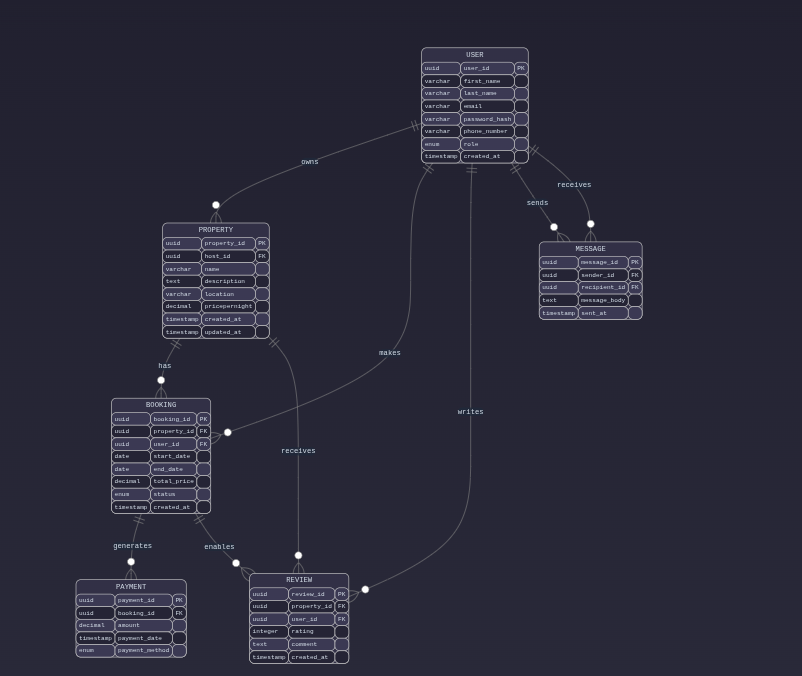 USER
uuid user_id PK
varchar first_name
varchar last_name
varchar email
varchar password_hash
varchar phone_number
enum role
timestamp created_at
owns
receives
sends
PROPERTY
uuid property_id PK
uuid host_id FK
varchar name
text description
varchar location
decimal pricepernight
timestamp created_at
timestamp updated_at
MESSAGE
uuid message_id PK
uuid sender_id FK
uuid recipient_id FK
text message_body
timestamp sent_at
makes
has
BOOKING
uuid booking_id PK
uuid property_id FK
uuid user_id FK
date start_date
date end_date
decimal total_price
enum status
timestamp created_at
writes
receives
generates
enables
PAYMENT
uuid payment_id PK
uuid booking_id FK
decimal amount
timestamp payment_date
enum payment_method
REVIEW
uuid review_id PK
uuid property_id FK
uuid user_id FK
integer rating
text comment
timestamp created_at